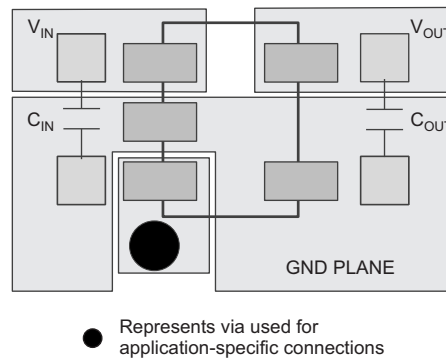 VIN
VOUT
CIN
COUT
GND PLANE
Represents via used for
application-specific connections